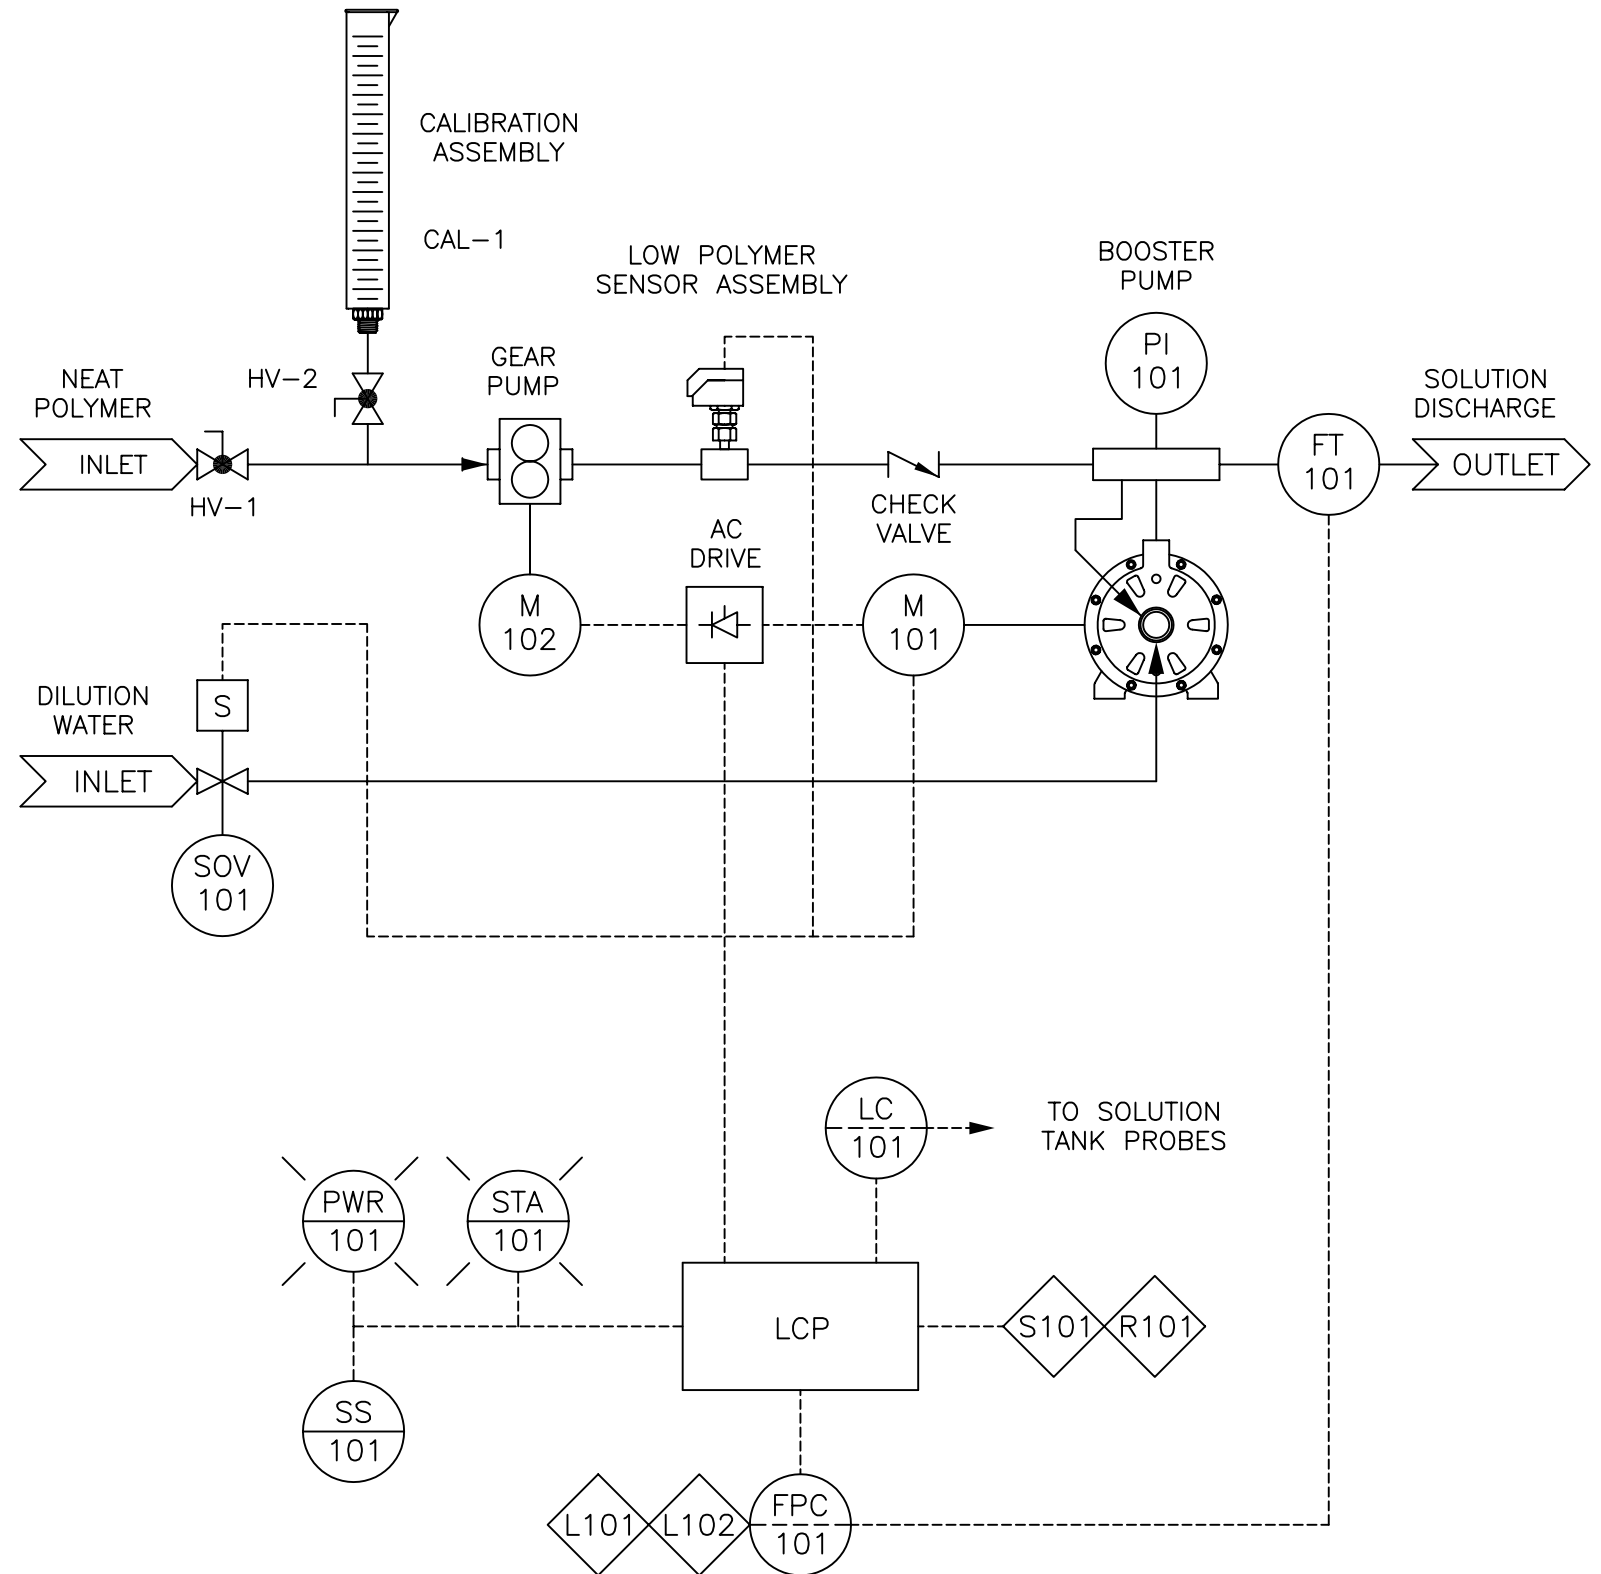 CALIBRATION
ASSEMBLY
CAL-1
LOW POLYMER
SENSOR ASSEMBLY
BOOSTER
PUMP
PI
101
NEAT
POLYMER
INLET
HV-1
HV-2
GEAR
PUMP
CHECK
VALVE
FT
101
SOLUTION
DISCHARGE
OUTLET
AC
DRIVE
M
102
M
101
DILUTION
WATER
S
INLET
SOV
101
LC
101
TO SOLUTION
TANK PROBES
PWR
101
STA
101
LCP
S101
R101
SS
101
L101
L102
FPC
101